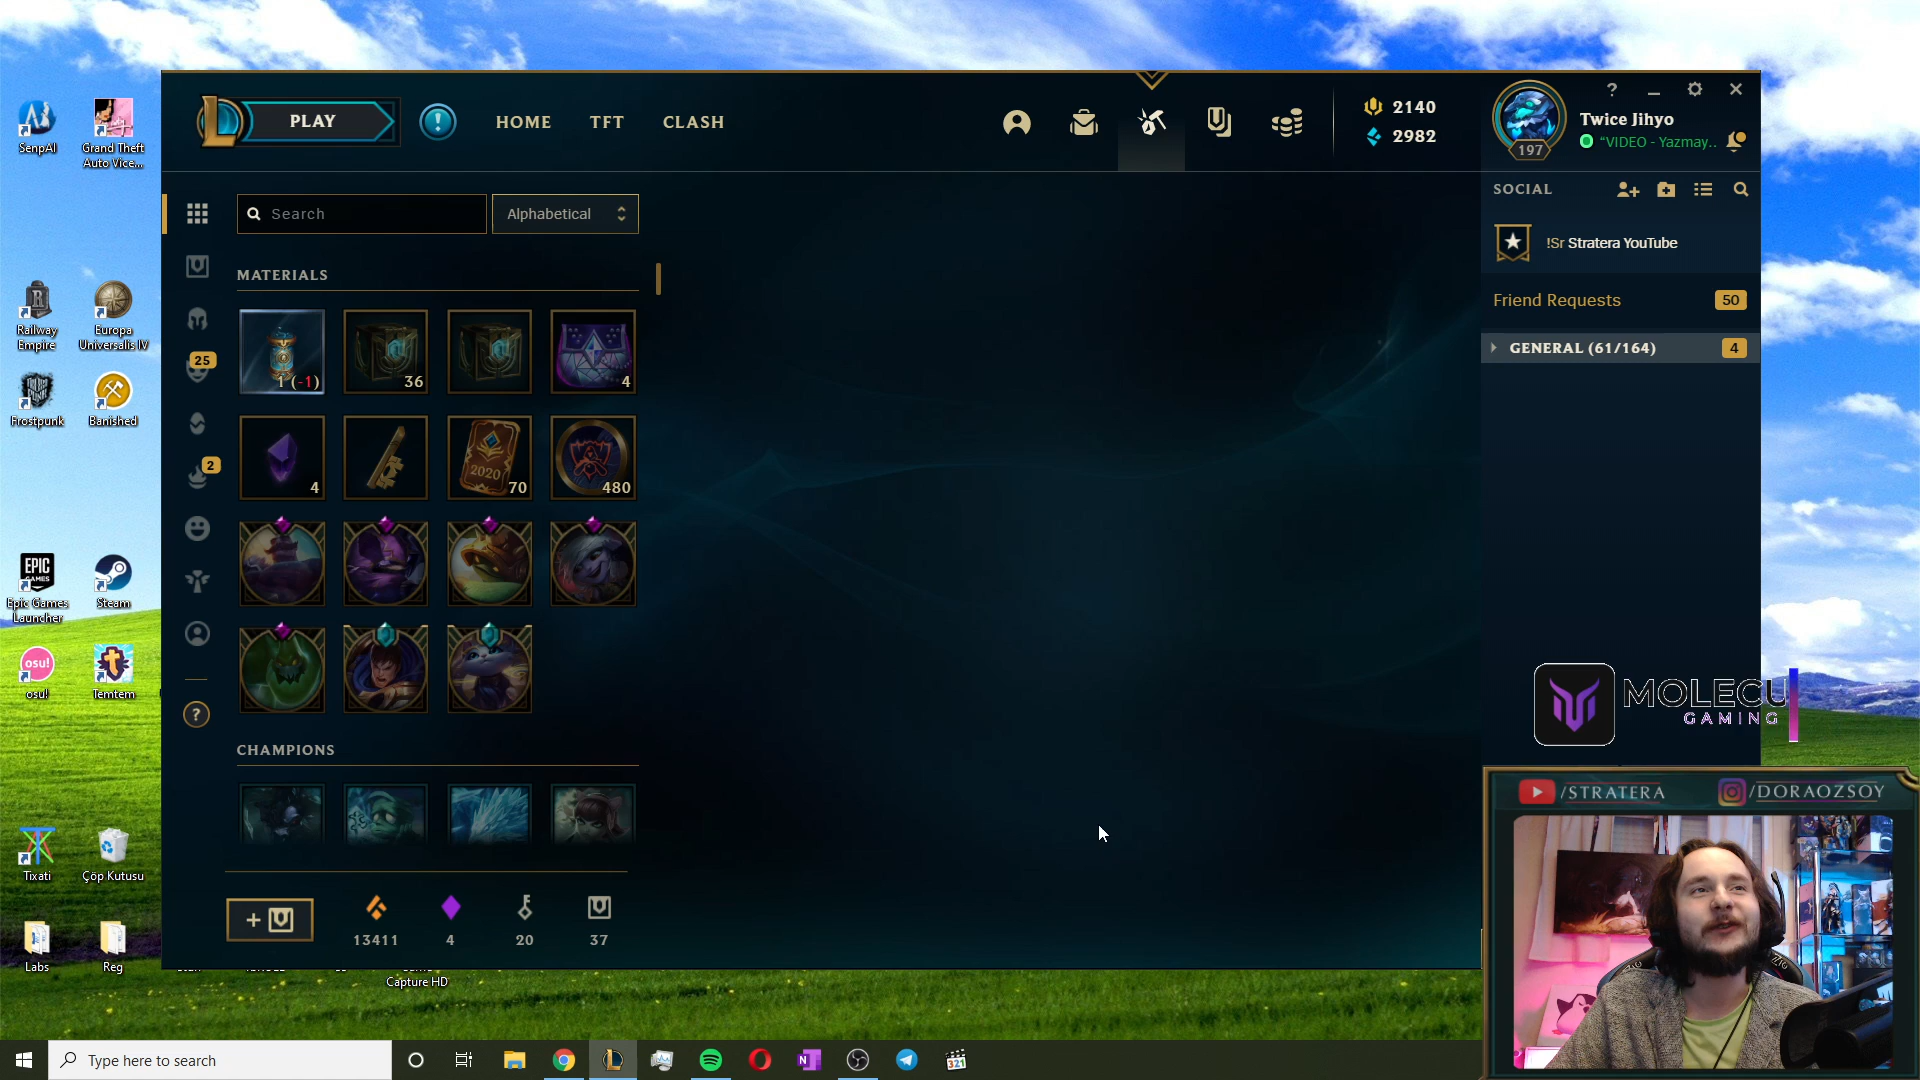 SenpAI
Grand Theft
Auto Vice...
Railway
Empire
Europa
Universalis IV
Frostpunk
Banished
EPIC
GAMES
Epic Games
Launcher
Steam
osu!
osu!
Temtem
Tixati
Çöp Kutusu
Labs
Reg
Capture HD
PLAY
HOME
TFT
CLASH
2140
2982
?
197
Twice Jihyo
"VIDEO - Yazmay..
Search
Alphabetical
MATERIALS
1 (-1)
36
4
4
2020
70
480
25
2
?
CHAMPIONS
13411
4
20
37
SOCIAL
!Sr Stratera YouTube
Friend Requests
50
GENERAL (61/164)
4
MOLECU
GAMING
/STRATERA
/DORAOZSOY
Type here to search